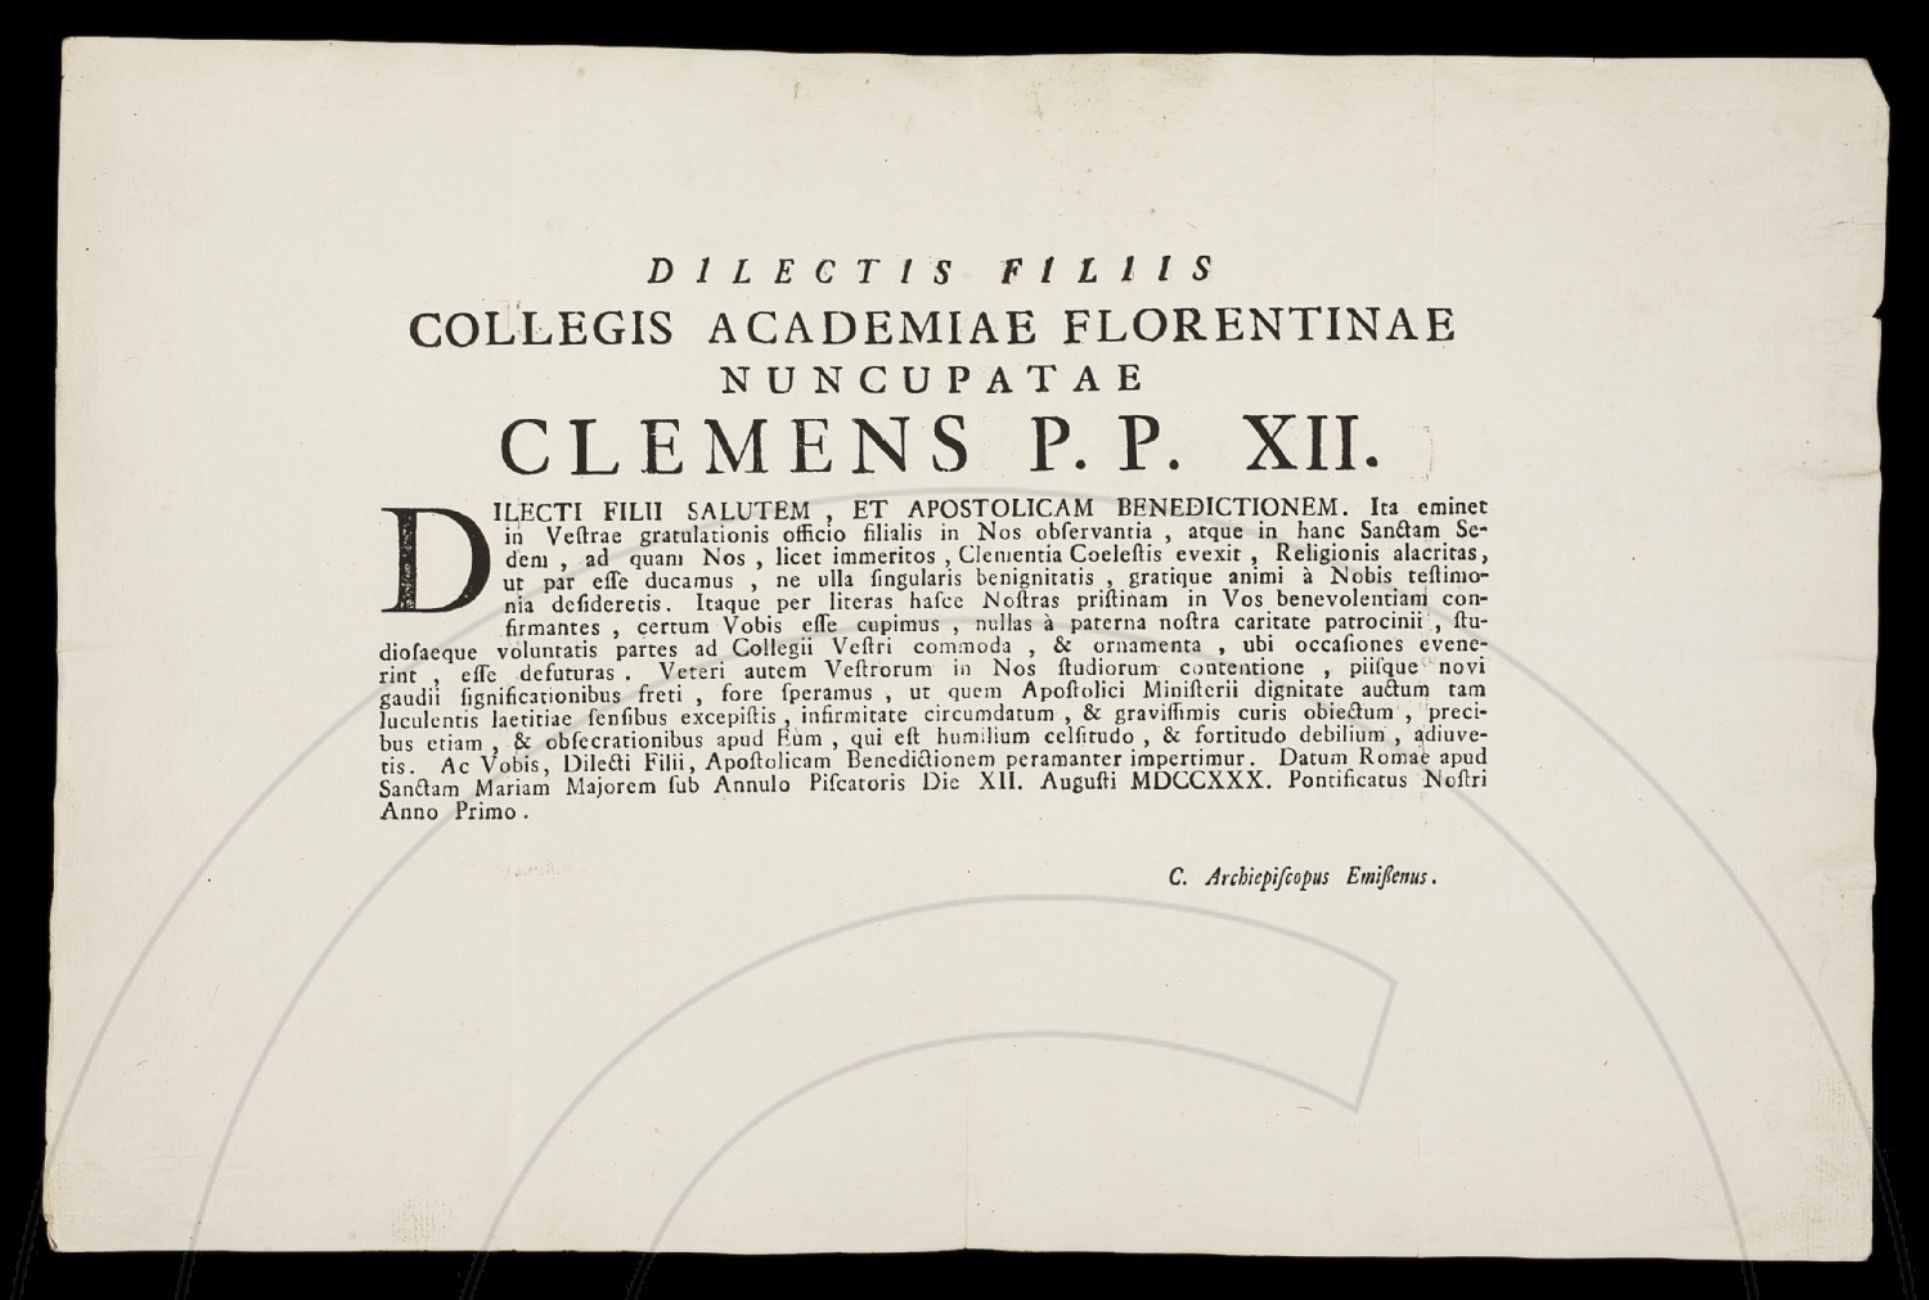 DILECTIS FILIIS
COLLEGIS ACADEMIAE FLORENTINAE
NUNCUPATAE
CLEMENS P. P. XII.
DILECTI FILII SALUTEM , ET APOSTOLICAM BENEDICTIONEM. Ita eminet
in Veſtrae gratulationis officio filialis in Nos obſervantia , atque in hanc Sanctam Se-
dem , ad quam Nos , licet immeritos , Clementia Coeleſtis evexit , Religionis alacritas,
ut par eſſe ducamus , ne ulla ſingularis benignitatis , gratique animi à Nobis teſtimo-
nia deſideretis. Itaque per literas haſce Noſtras priſtinam in Vos benevolentiam con-
firmantes , certum Vobis eſſe cupimus , nullas à paterna noſtra caritate patrocinii , ſtu-
dioſaeque voluntatis partes ad Collegii Veſtri commoda , & ornamenta , ubi occaſiones evene-
rint , eſſe defuturas . Veteri autem Veſtrorum in Nos ſtudiorum contentione , piiſque novi
gaudii ſignificationibus freti , fore ſperamus , ut quem Apoſtolici Miniſterii dignitate auctum tam
luculentis laetitiae ſenſibus excepiſtis , infirmitate circumdatum , & graviſſimis curis obiectum , preci-
bus etiam , & obſecrationibus apud Eum , qui eſt humilium celſitudo , & fortitudo debilium , adiuve-
tis. Ac Vobis, Dilecti Filii, Apoſtolicam Benedictionem peramanter impertimur. Datum Romae apud
Sanctam Mariam Majorem ſub Annulo Piſcatoris Die XII. Auguſti MDCCXXX. Pontificatus Noſtri
Anno Primo .
C. Archiepiſcopus Emißenus .